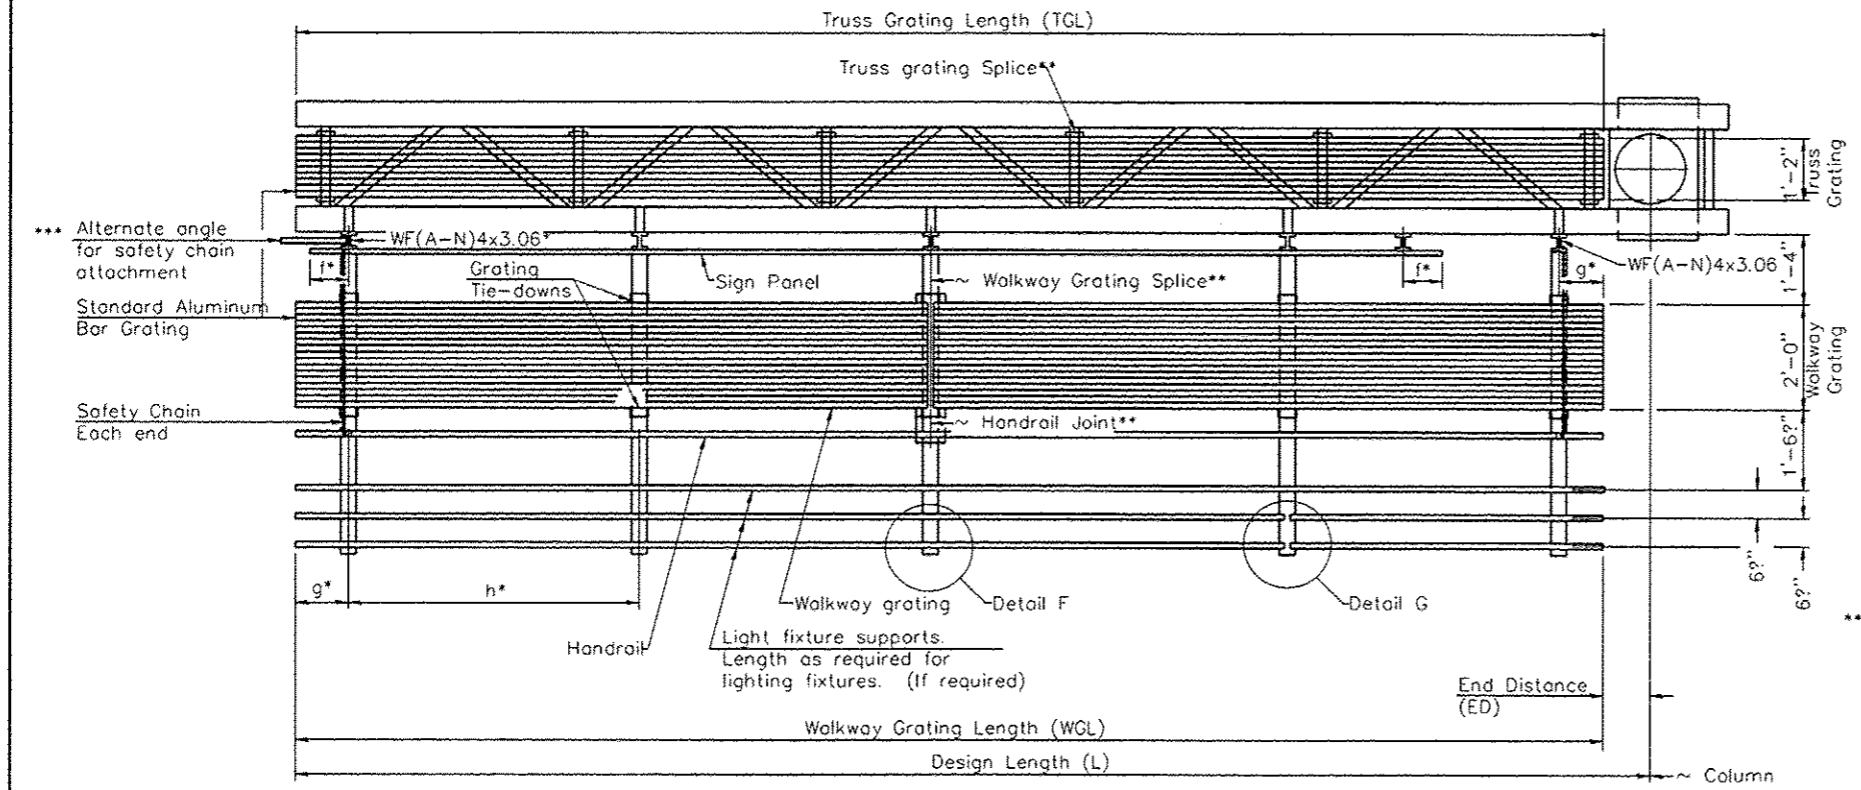 Truss Grating Length (TGL)
Truss grating Splice**
1'-2"
Truss
Grating
*** Alternate angle
for safety chain
attachment
WF(A-N)4x3.06*
f*
Grating
Tie-downs
Sign Panel
~ Walkway Grating Splice**
f*
g*
WF(A-N)4x3.06
1'-4"
Standard Aluminum
Bar Grating
2'-0"
Walkway
Grating
Safety Chain
Each end
~ Handrail Joint**
1'-6?"
6?"
6?"
g*
h*
Walkway grating
Detail F
Detail G
**
Handrail
Light fixture supports.
Length as required for
lighting fixtures. (If required)
End Distance
(ED)
Walkway Grating Length (WGL)
Design Length (L)
~ Column